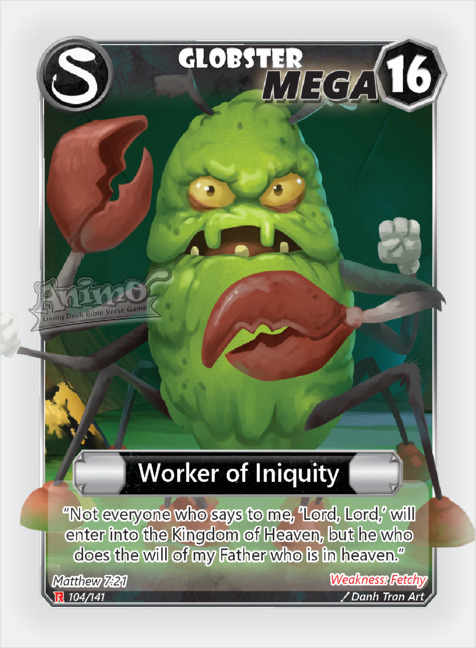 S
GLOBSTER
MEGA
16
Animo
Living Deck Bible Verse Game
Worker of Iniquity
“Not everyone who says to me, ‘Lord, Lord,’ will
enter into the Kingdom of Heaven, but he who
does the will of my Father who is in heaven.”
Matthew 7:21
Weakness: Fetchy
R 104/141
Danh Tran Art